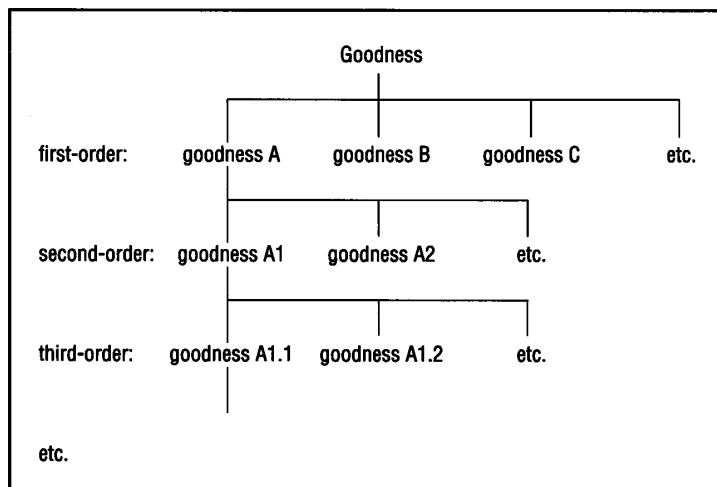 Goodness
first-order: goodness A goodness B goodness C etc.
second-order: goodness A1 goodness A2 etc.
third-order: goodness A1.1 goodness A1.2 etc.
etc.